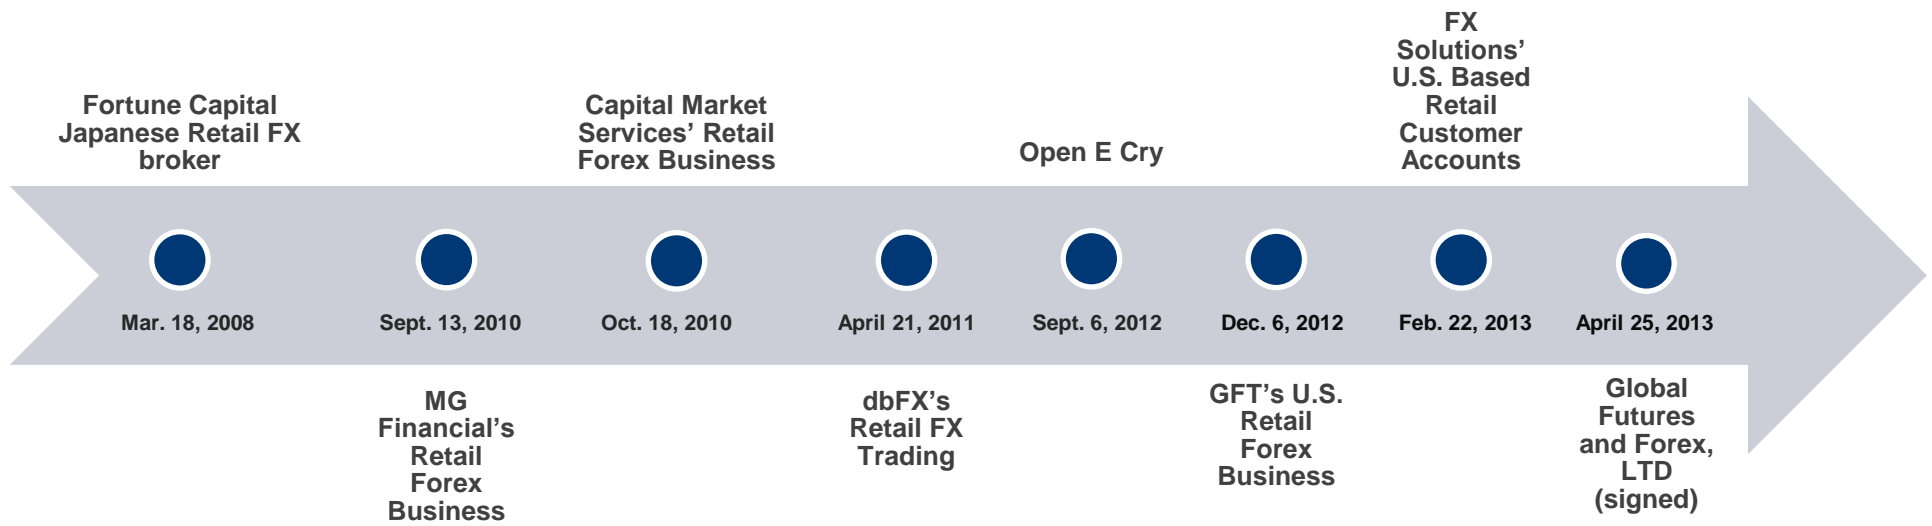 Fortune Capital
Japanese Retail FX
broker
Capital Market
Services’ Retail
Forex Business
Open E Cry
FX
Solutions’
U.S. Based
Retail
Customer
Accounts
Mar. 18, 2008
Sept. 13, 2010
Oct. 18, 2010
April 21, 2011
Sept. 6, 2012
Dec. 6, 2012
Feb. 22, 2013
April 25, 2013
MG
Financial’s
Retail
Forex
Business
dbFX’s
Retail FX
Trading
GFT’s U.S.
Retail
Forex
Business
Global
Futures
and Forex,
LTD
(signed)